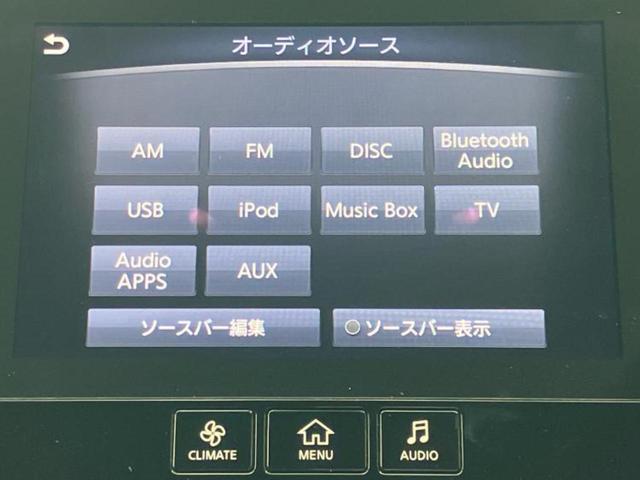 オーディオソース
AM FM DISC Bluetooth Audio
USB iPod Music Box TV
Audio APPS AUX
ソースバー編集 ソースバー表示
CLIMATE MENU AUDIO